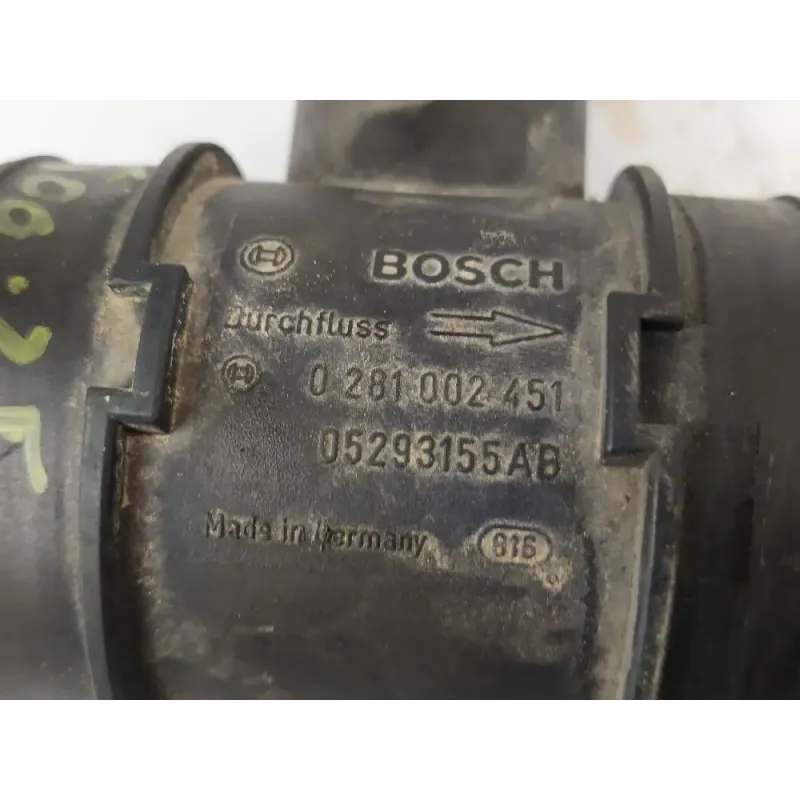 BOSCH
Durchfluss
0 281 002 451
05293155AB
Made in Germany 816